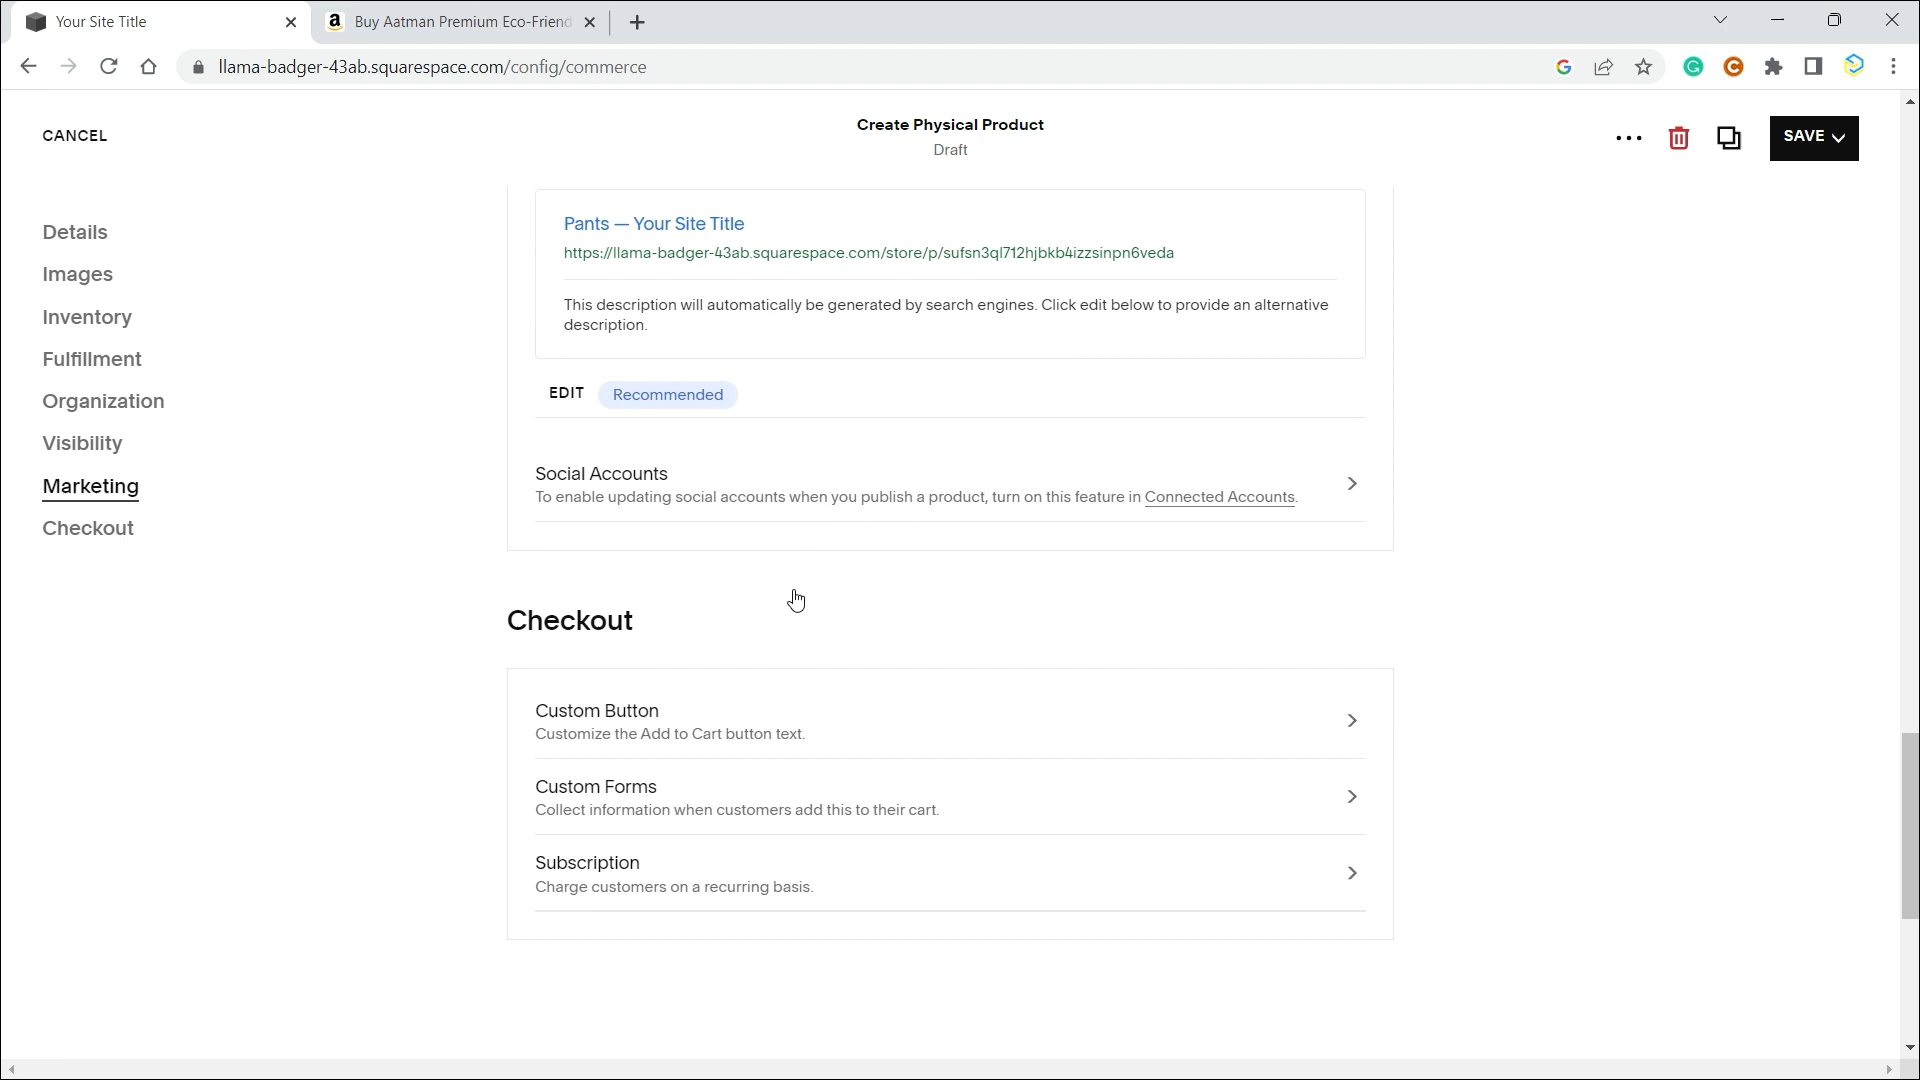 Your Site Title
Buy Aatman Premium Eco-Friend
llama-badger-43ab.squarespace.com/config/commerce
CANCEL
Create Physical Product
Draft
SAVE
Details
Images
Inventory
Fulfillment
Organization
Visibility
Marketing
Checkout
Pants — Your Site Title
https://llama-badger-43ab.squarespace.com/store/p/sufsn3ql712hjbkb4izzsinpn6veda
This description will automatically be generated by search engines. Click edit below to provide an alternative
description.
EDIT Recommended
Social Accounts
To enable updating social accounts when you publish a product, turn on this feature in Connected Accounts.
Checkout
Custom Button
Customize the Add to Cart button text.
Custom Forms
Collect information when customers add this to their cart.
Subscription
Charge customers on a recurring basis.